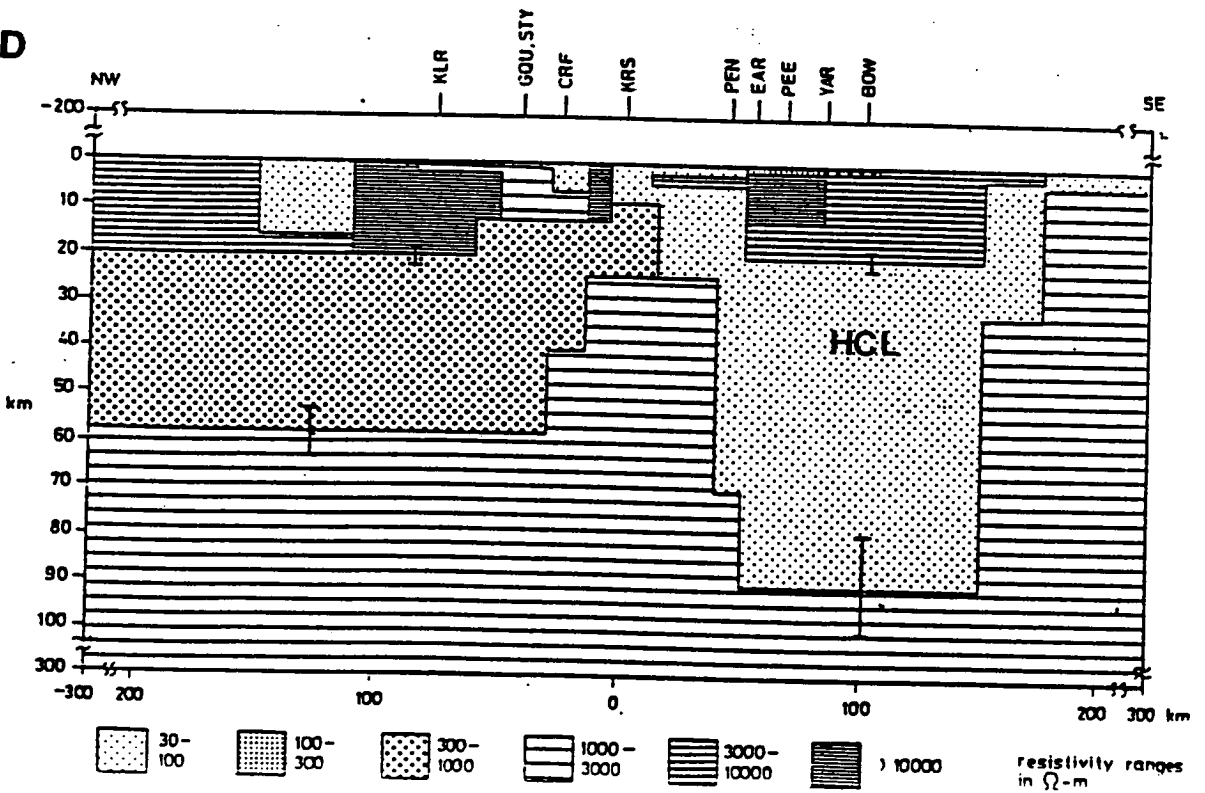 D
NW
KLR
GOU.STY
CRF
KRS
PEN
EAR
PEE
YAR
BOW
SE
-200
0
10
20
30
40
50
km
60
70
80
90
100
300
HCL
-300 200 100 0 100 200 300 km
30-100
100-300
300-1000
1000-3000
3000-10000
> 10000
resistivity ranges
in Ω-m